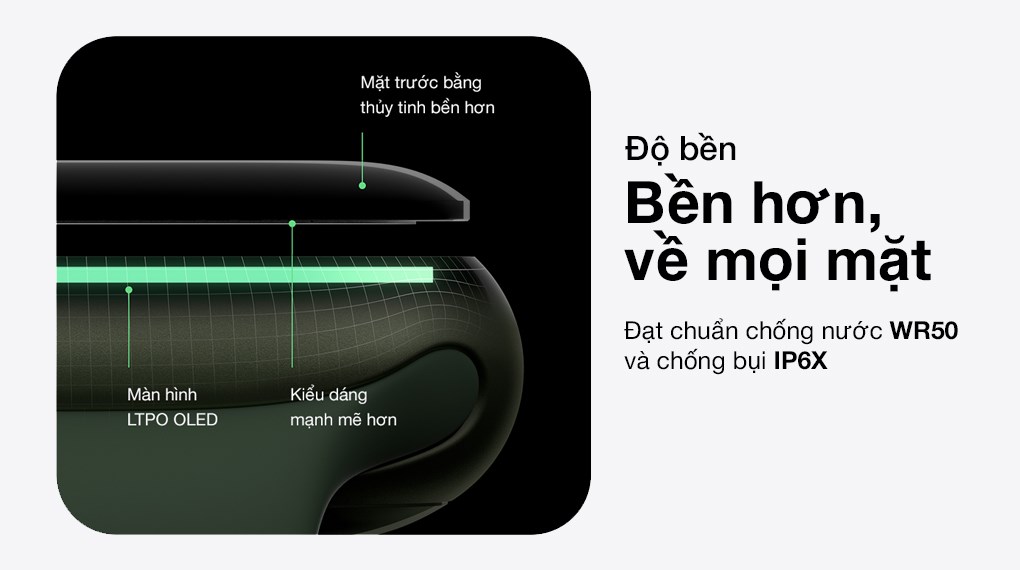 Mặt trước bằng
thủy tinh bền hơn
Màn hình
LTPO OLED
Kiểu dáng
mạnh mẽ hơn
Độ bền
Bền hơn,
về mọi mặt
Đạt chuẩn chống nước WR50
và chống bụi IP6X